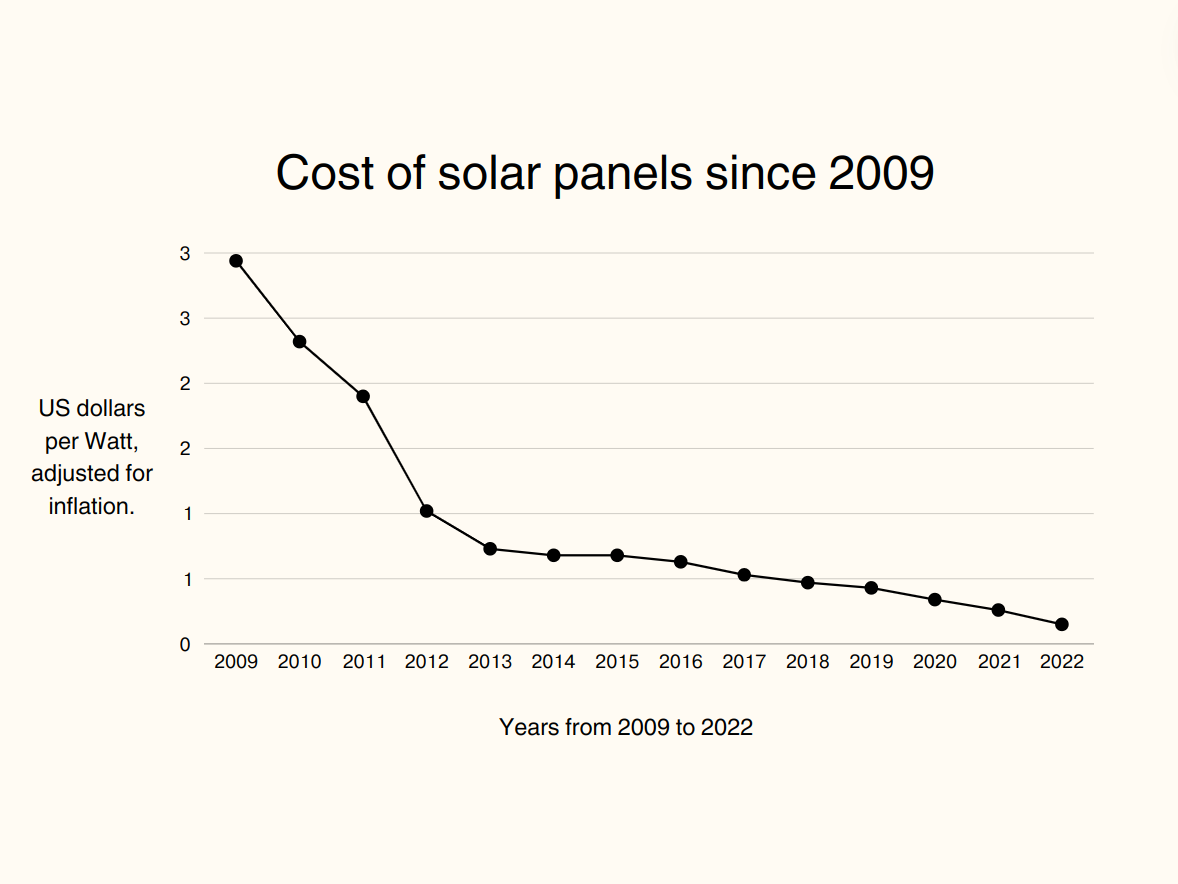 Cost of solar panels since 2009
3
3
2
2
1
1
0
US dollars
per Watt,
adjusted for
inflation.
2009 2010 2011 2012 2013 2014 2015 2016 2017 2018 2019 2020 2021 2022
Years from 2009 to 2022